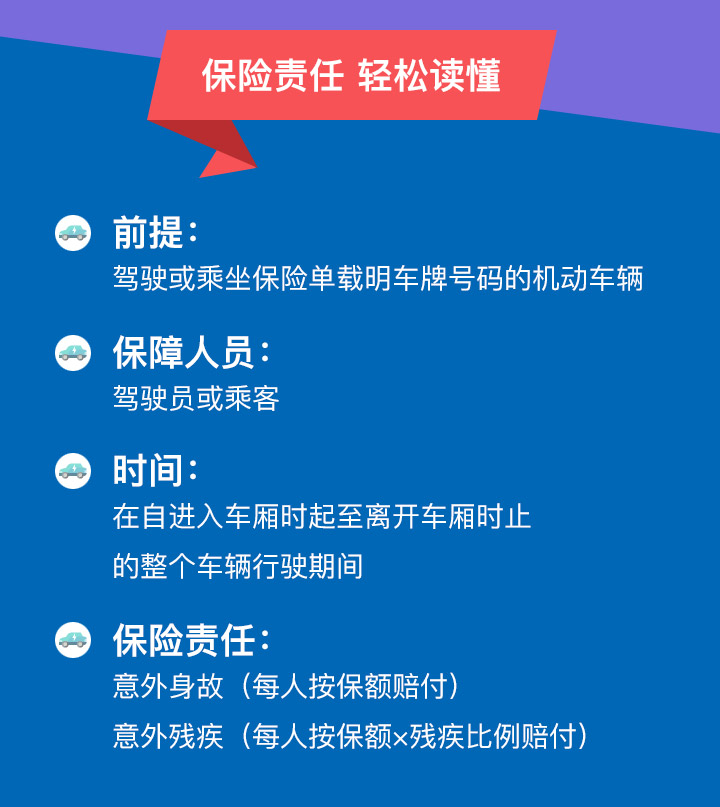 保险责任 轻松读懂
前提：
驾驶或乘坐保险单载明车牌号码的机动车辆
保障人员：
驾驶员或乘客
时间：
在自进入车厢时起至离开车厢时止
的整个车辆行驶期间
保险责任：
意外身故（每人按保额赔付）
意外残疾（每人按保额×残疾比例赔付）